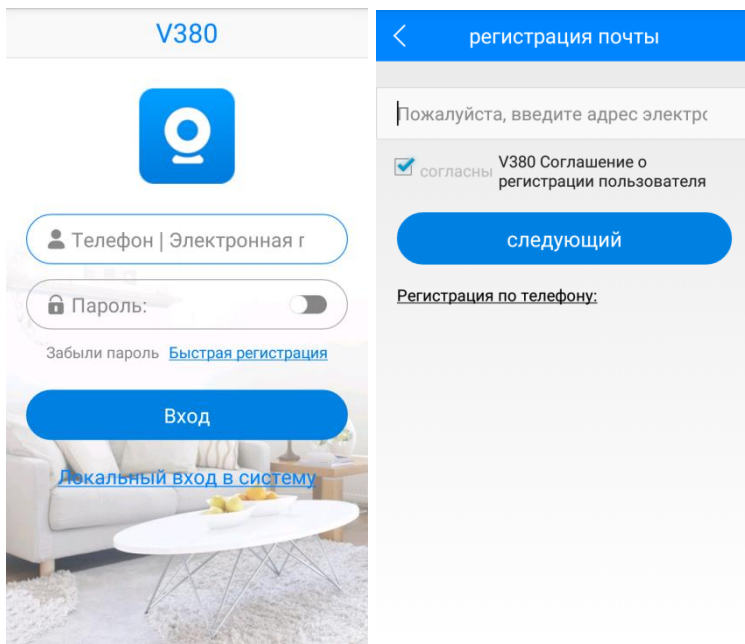 V380
Телефон | Электронная г
Пароль:
Забыли пароль Быстрая регистрация
Вход
Локальный вход в систему
регистрация почты
Пожалуйста, введите адрес электрс
согласны V380 Соглашение о
регистрации пользователя
следующий
Регистрация по телефону: